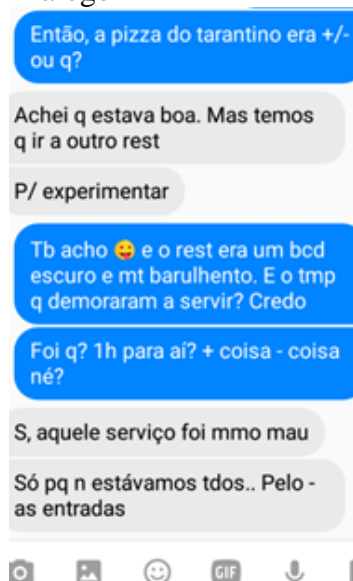 Então, a pizza do tarantino era +/-
ou q?
Achei q estava boa. Mas temos
q ir a outro rest
P/ experimentar
Tb acho 😛 e o rest era um bcd
escuro e mt barulhento. E o tmp
q demoraram a servir? Credo
Foi q? 1h para aí? + coisa - coisa
né?
S, aquele serviço foi mmo mau
Só pq n estávamos tdos.. Pelo -
as entradas
GIF